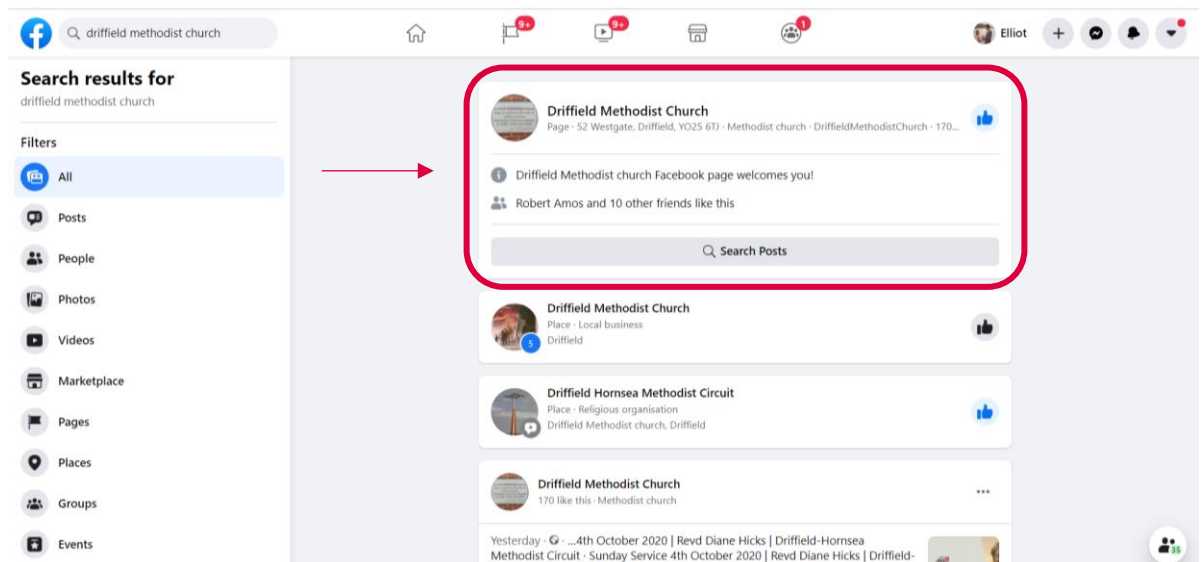 driffield methodist church
9+
9+
1
Elliot
Search results for
driffield methodist church
Filters
All
Posts
People
Photos
Videos
Marketplace
Pages
Places
Groups
Events
Driffield Methodist Church
Page · 52 Westgate, Driffield, YO25 6TJ · Methodist church · DriffieldMethodistChurch · 170...
Driffield Methodist church Facebook page welcomes you!
Robert Amos and 10 other friends like this
Search Posts
Driffield Methodist Church
Place · Local business
Driffield
5
Driffield Hornsea Methodist Circuit
Place · Religious organisation
Driffield Methodist church, Driffield
Driffield Methodist Church
170 like this · Methodist church
Yesterday · ...4th October 2020 | Revd Diane Hicks | Driffield-Hornsea
Methodist Circuit · Sunday Service 4th October 2020 | Revd Diane Hicks | Driffield-
35